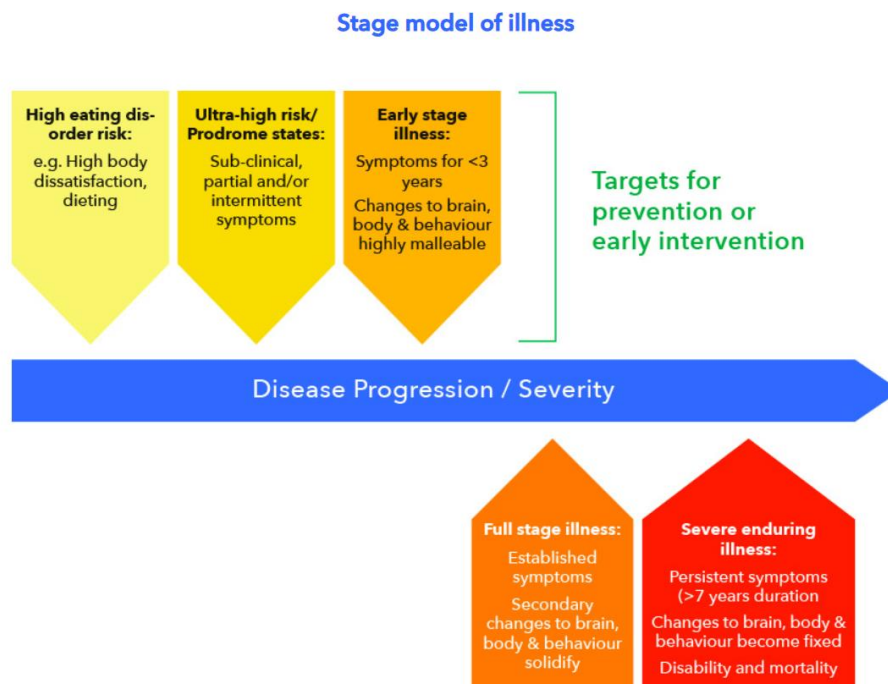 Stage model of illness
High eating dis-
order risk:
e.g. High body
dissatisfaction,
dieting
Ultra-high risk/
Prodrome states:
Sub-clinical,
partial and/or
intermittent
symptoms
Early stage
illness:
Symptoms for <3
years
Changes to brain,
body & behaviour
highly malleable
Targets for
prevention or
early intervention
Disease Progression / Severity
Full stage illness:
Established
symptoms
Secondary
changes to brain,
body & behaviour
solidify
Severe enduring
illness:
Persistent symptoms
(>7 years duration
Changes to brain, body &
behaviour become fixed
Disability and mortality